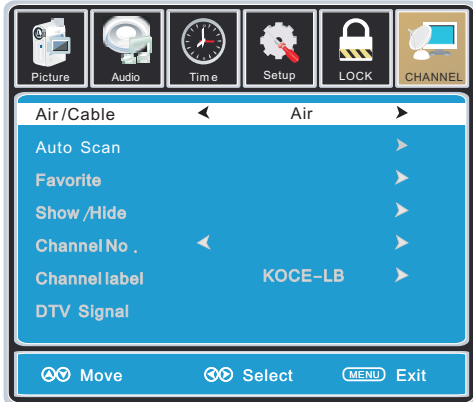 Picture Audio Time Setup LOCK CHANNEL
Air/Cable Air
Auto Scan
Favorite
Show /Hide
Channel No .
Channel label KOCE-LB
DTV Signal
Move Select MENU Exit